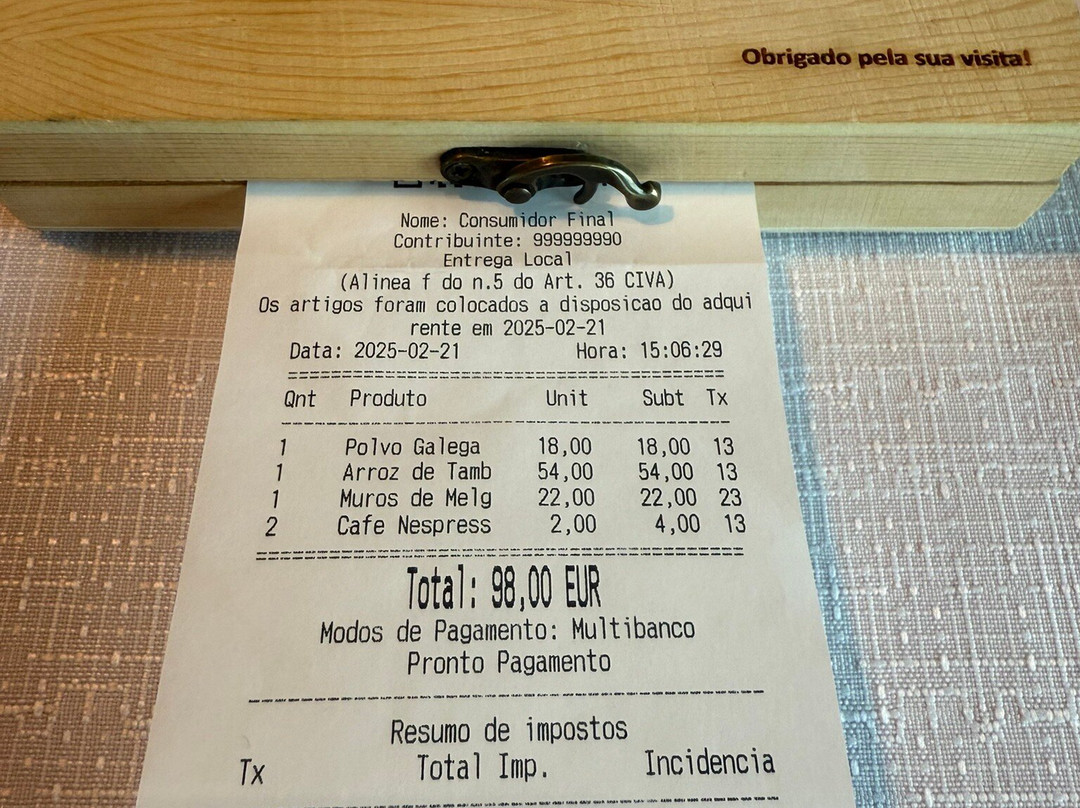 Obrigado pela sua visita!
Nome: Consumidor Final
Contribuinte: 999999990
Entrega Local
(Alinea f do n.5 do Art. 36 CIVA)
Os artigos foram colocados a disposicao do adqui
rente em 2025-02-21
Data: 2025-02-21 Hora: 15:06:29
Qnt Produto Unit Subt Tx
1 Polvo Galega 18,00 18,00 13
1 Arroz de Tamb 54,00 54,00 13
1 Muros de Melg 22,00 22,00 23
2 Cafe Nespress 2,00 4,00 13
Total: 98,00 EUR
Modos de Pagamento: Multibanco
Pronto Pagamento
Resumo de impostos
Tx Total Imp. Incidencia